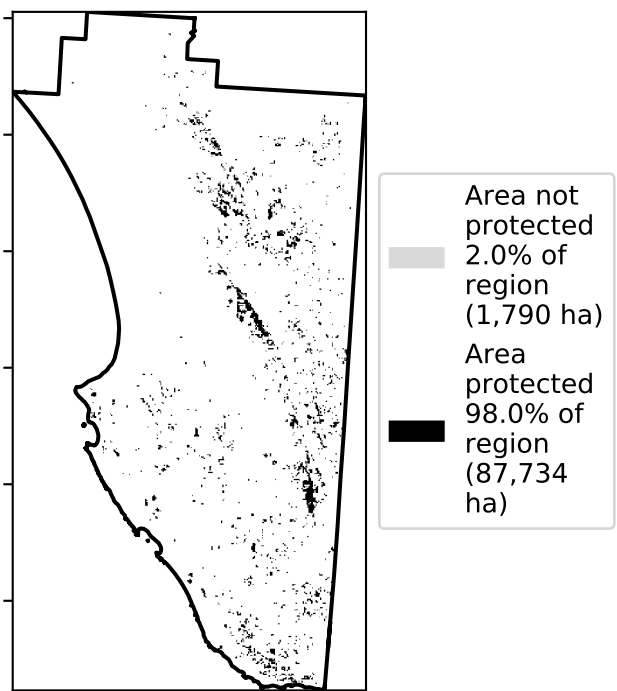 Area not
protected
2.0% of
region
(1,790 ha)
Area
protected
98.0% of
region
(87,734
ha)